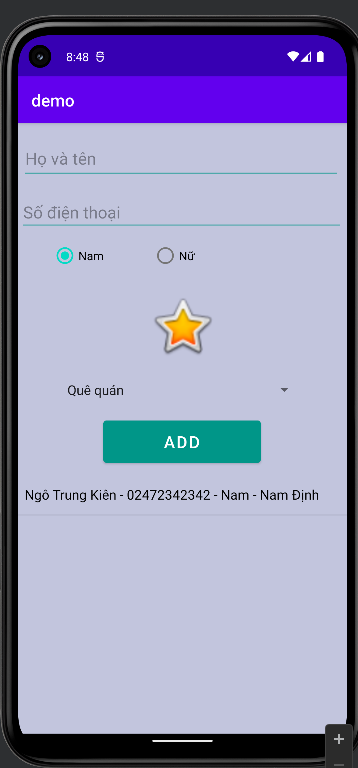 8:48
demo
Họ và tên
Số điện thoại
Nam Nữ
Quê quán
ADD
Ngô Trung Kiên - 02472342342 - Nam - Nam Định